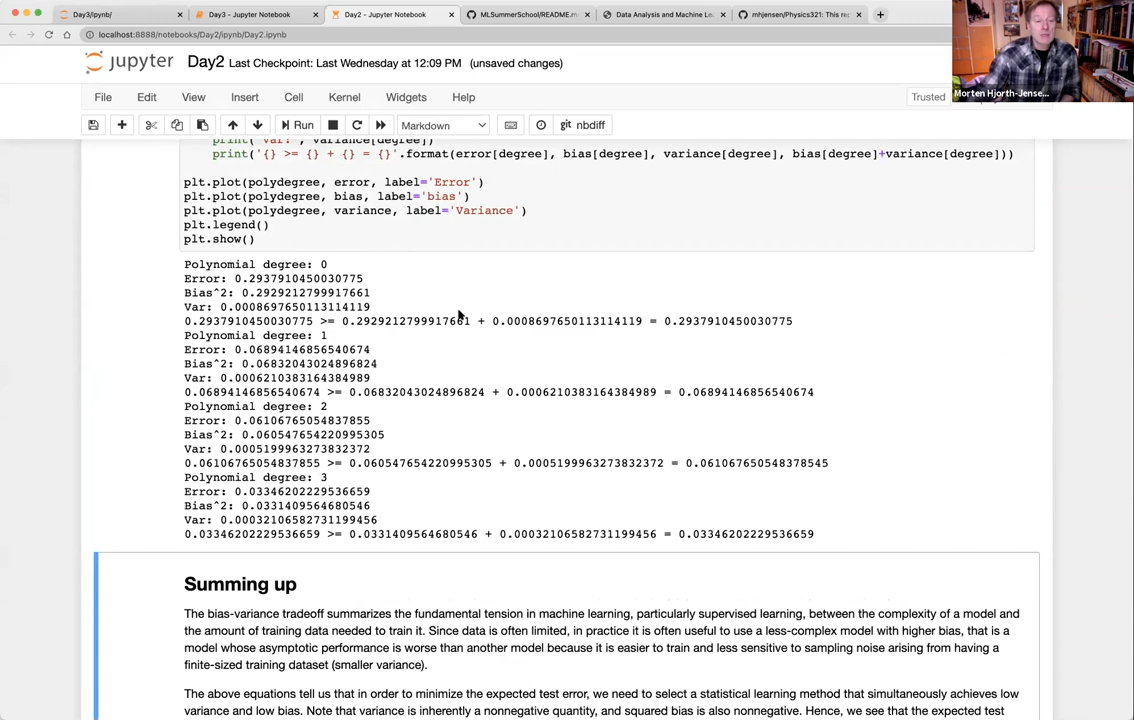 Day3/ipynb/
Day3 - Jupyter Notebook
Day2 - Jupyter Notebook
MLSummerSchool/README.m
Data Analysis and Machine Le
mhjensen/Physics321: This re
localhost:8888/notebooks/Day2/ipynb/Day2.ipynb
jupyter Day2 Last Checkpoint: Last Wednesday at 12:09 PM (unsaved changes)
Morten Hjorth-Jense...
File Edit View Insert Cell Kernel Widgets Help
Trusted
Run Markdown git nbdiff
print('Var:', variance[degree])
print('{} >= {} + {} = {}'.format(error[degree], bias[degree], variance[degree], bias[degree]+variance[degree]))
plt.plot(polydegree, error, label='Error')
plt.plot(polydegree, bias, label='bias')
plt.plot(polydegree, variance, label='Variance')
plt.legend()
plt.show()
Polynomial degree: 0
Error: 0.2937910450030775
Bias^2: 0.2929212799917661
Var: 0.0008697650113114119
0.2937910450030775 >= 0.2929212799917661 + 0.0008697650113114119 = 0.2937910450030775
Polynomial degree: 1
Error: 0.06894146856540674
Bias^2: 0.06832043024896824
Var: 0.0006210383164384989
0.06894146856540674 >= 0.06832043024896824 + 0.0006210383164384989 = 0.06894146856540674
Polynomial degree: 2
Error: 0.06106765054837855
Bias^2: 0.060547654220995305
Var: 0.0005199963273832372
0.06106765054837855 >= 0.060547654220995305 + 0.0005199963273832372 = 0.061067650548378545
Polynomial degree: 3
Error: 0.03346202229536659
Bias^2: 0.0331409564680546
Var: 0.00032106582731199456
0.03346202229536659 >= 0.0331409564680546 + 0.00032106582731199456 = 0.03346202229536659
Summing up
The bias-variance tradeoff summarizes the fundamental tension in machine learning, particularly supervised learning, between the complexity of a model and
the amount of training data needed to train it. Since data is often limited, in practice it is often useful to use a less-complex model with higher bias, that is a
model whose asymptotic performance is worse than another model because it is easier to train and less sensitive to sampling noise arising from having a
finite-sized training dataset (smaller variance).
The above equations tell us that in order to minimize the expected test error, we need to select a statistical learning method that simultaneously achieves low
variance and low bias. Note that variance is inherently a nonnegative quantity, and squared bias is also nonnegative. Hence, we see that the expected test